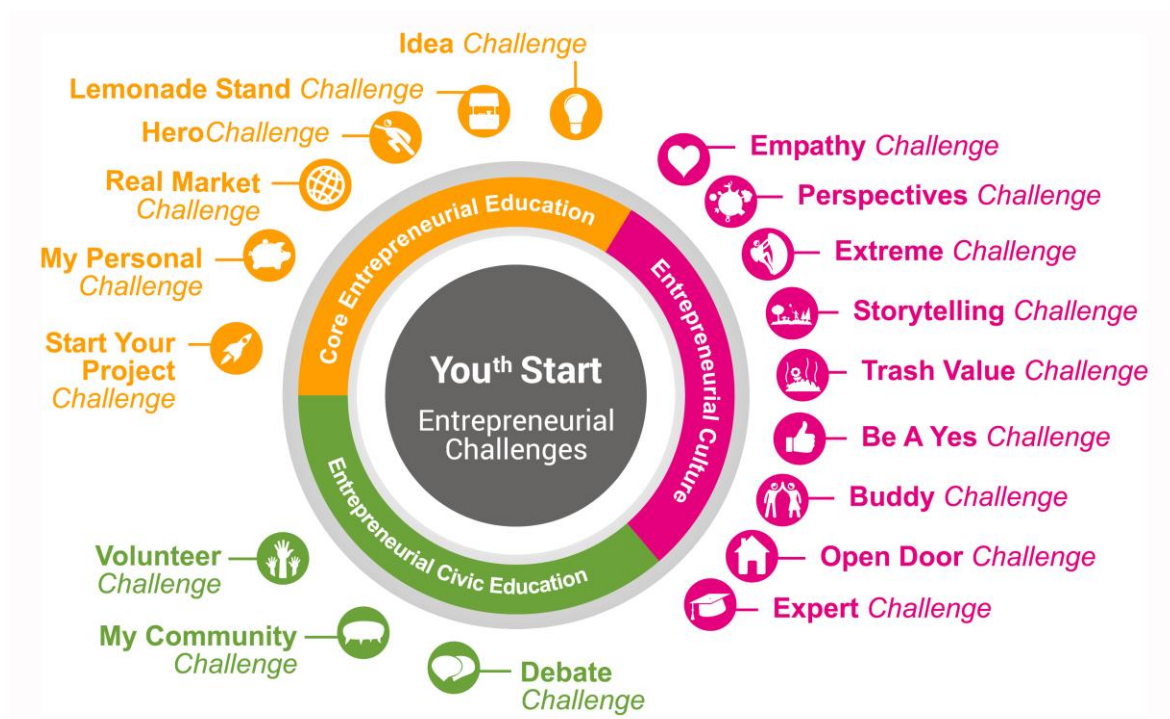 Idea Challenge
Lemonade Stand Challenge
HeroChallenge
Real Market
Challenge
My Personal
Challenge
Start Your
Project
Challenge
Empathy Challenge
Perspectives Challenge
Extreme Challenge
Storytelling Challenge
Trash Value Challenge
Be A Yes Challenge
Buddy Challenge
Open Door Challenge
Expert Challenge
Core Entrepreneurial Education
Entrepreneurial Culture
Entrepreneurial Civic Education
Youth Start
Entrepreneurial
Challenges
Volunteer
Challenge
My Community
Challenge
Debate
Challenge